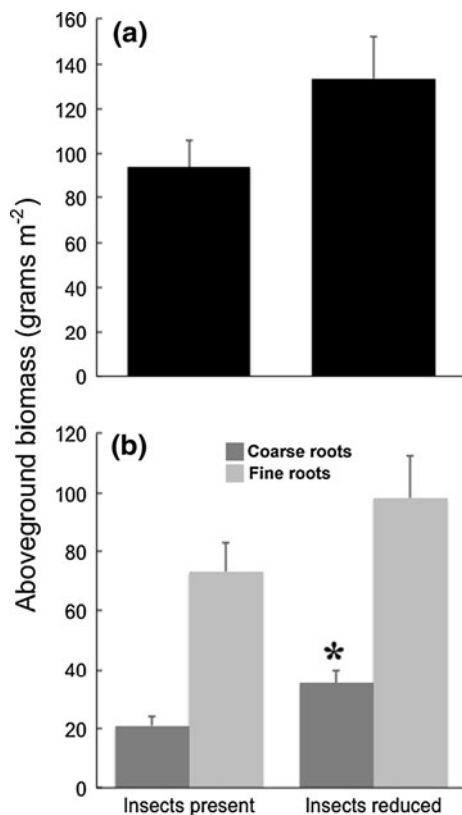 Aboveground biomass (grams m⁻²)
(a)
160
140
120
100
80
60
40
20
0
(b)
Coarse roots
Fine roots
120
100
80
60
40
20
0
*
Insects present Insects reduced